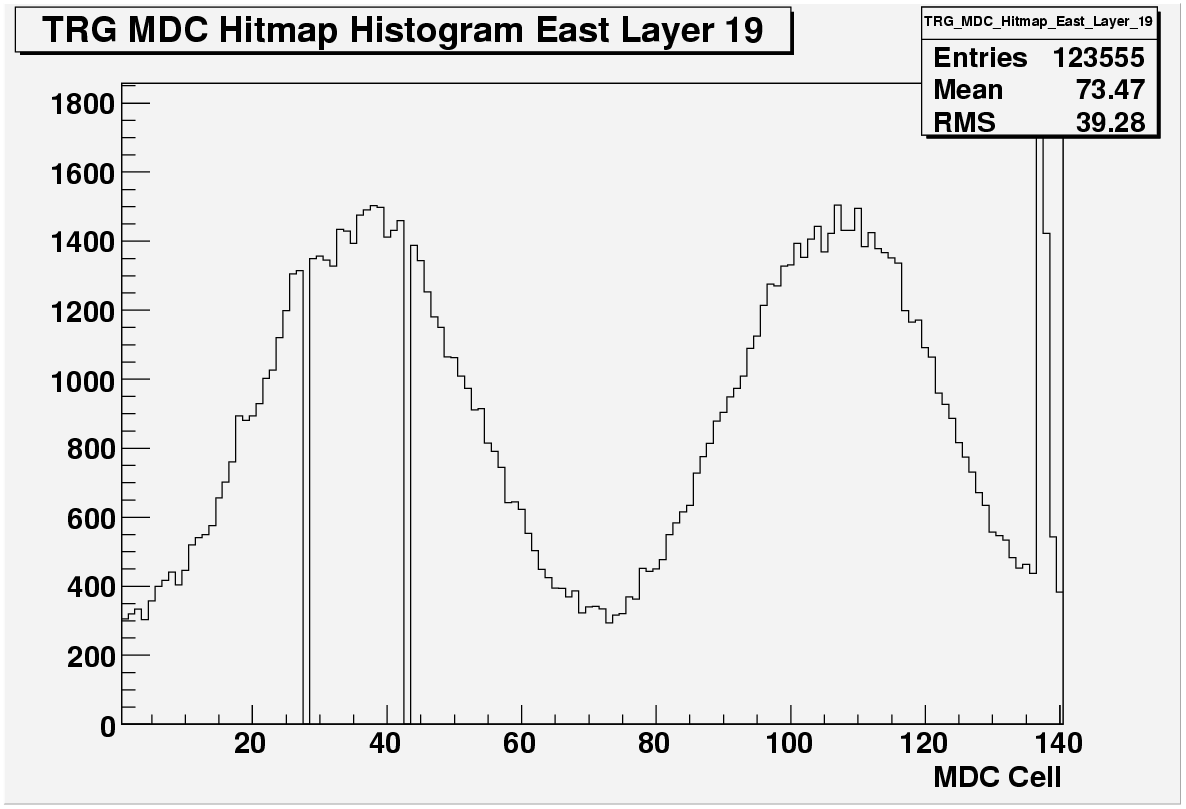 TRG MDC Hitmap Histogram East Layer 19
TRG_MDC_Hitmap_East_Layer_19
Entries 123555
Mean 73.47
RMS 39.28
1800
1600
1400
1200
1000
800
600
400
200
0
20 40 60 80 100 120 140
MDC Cell